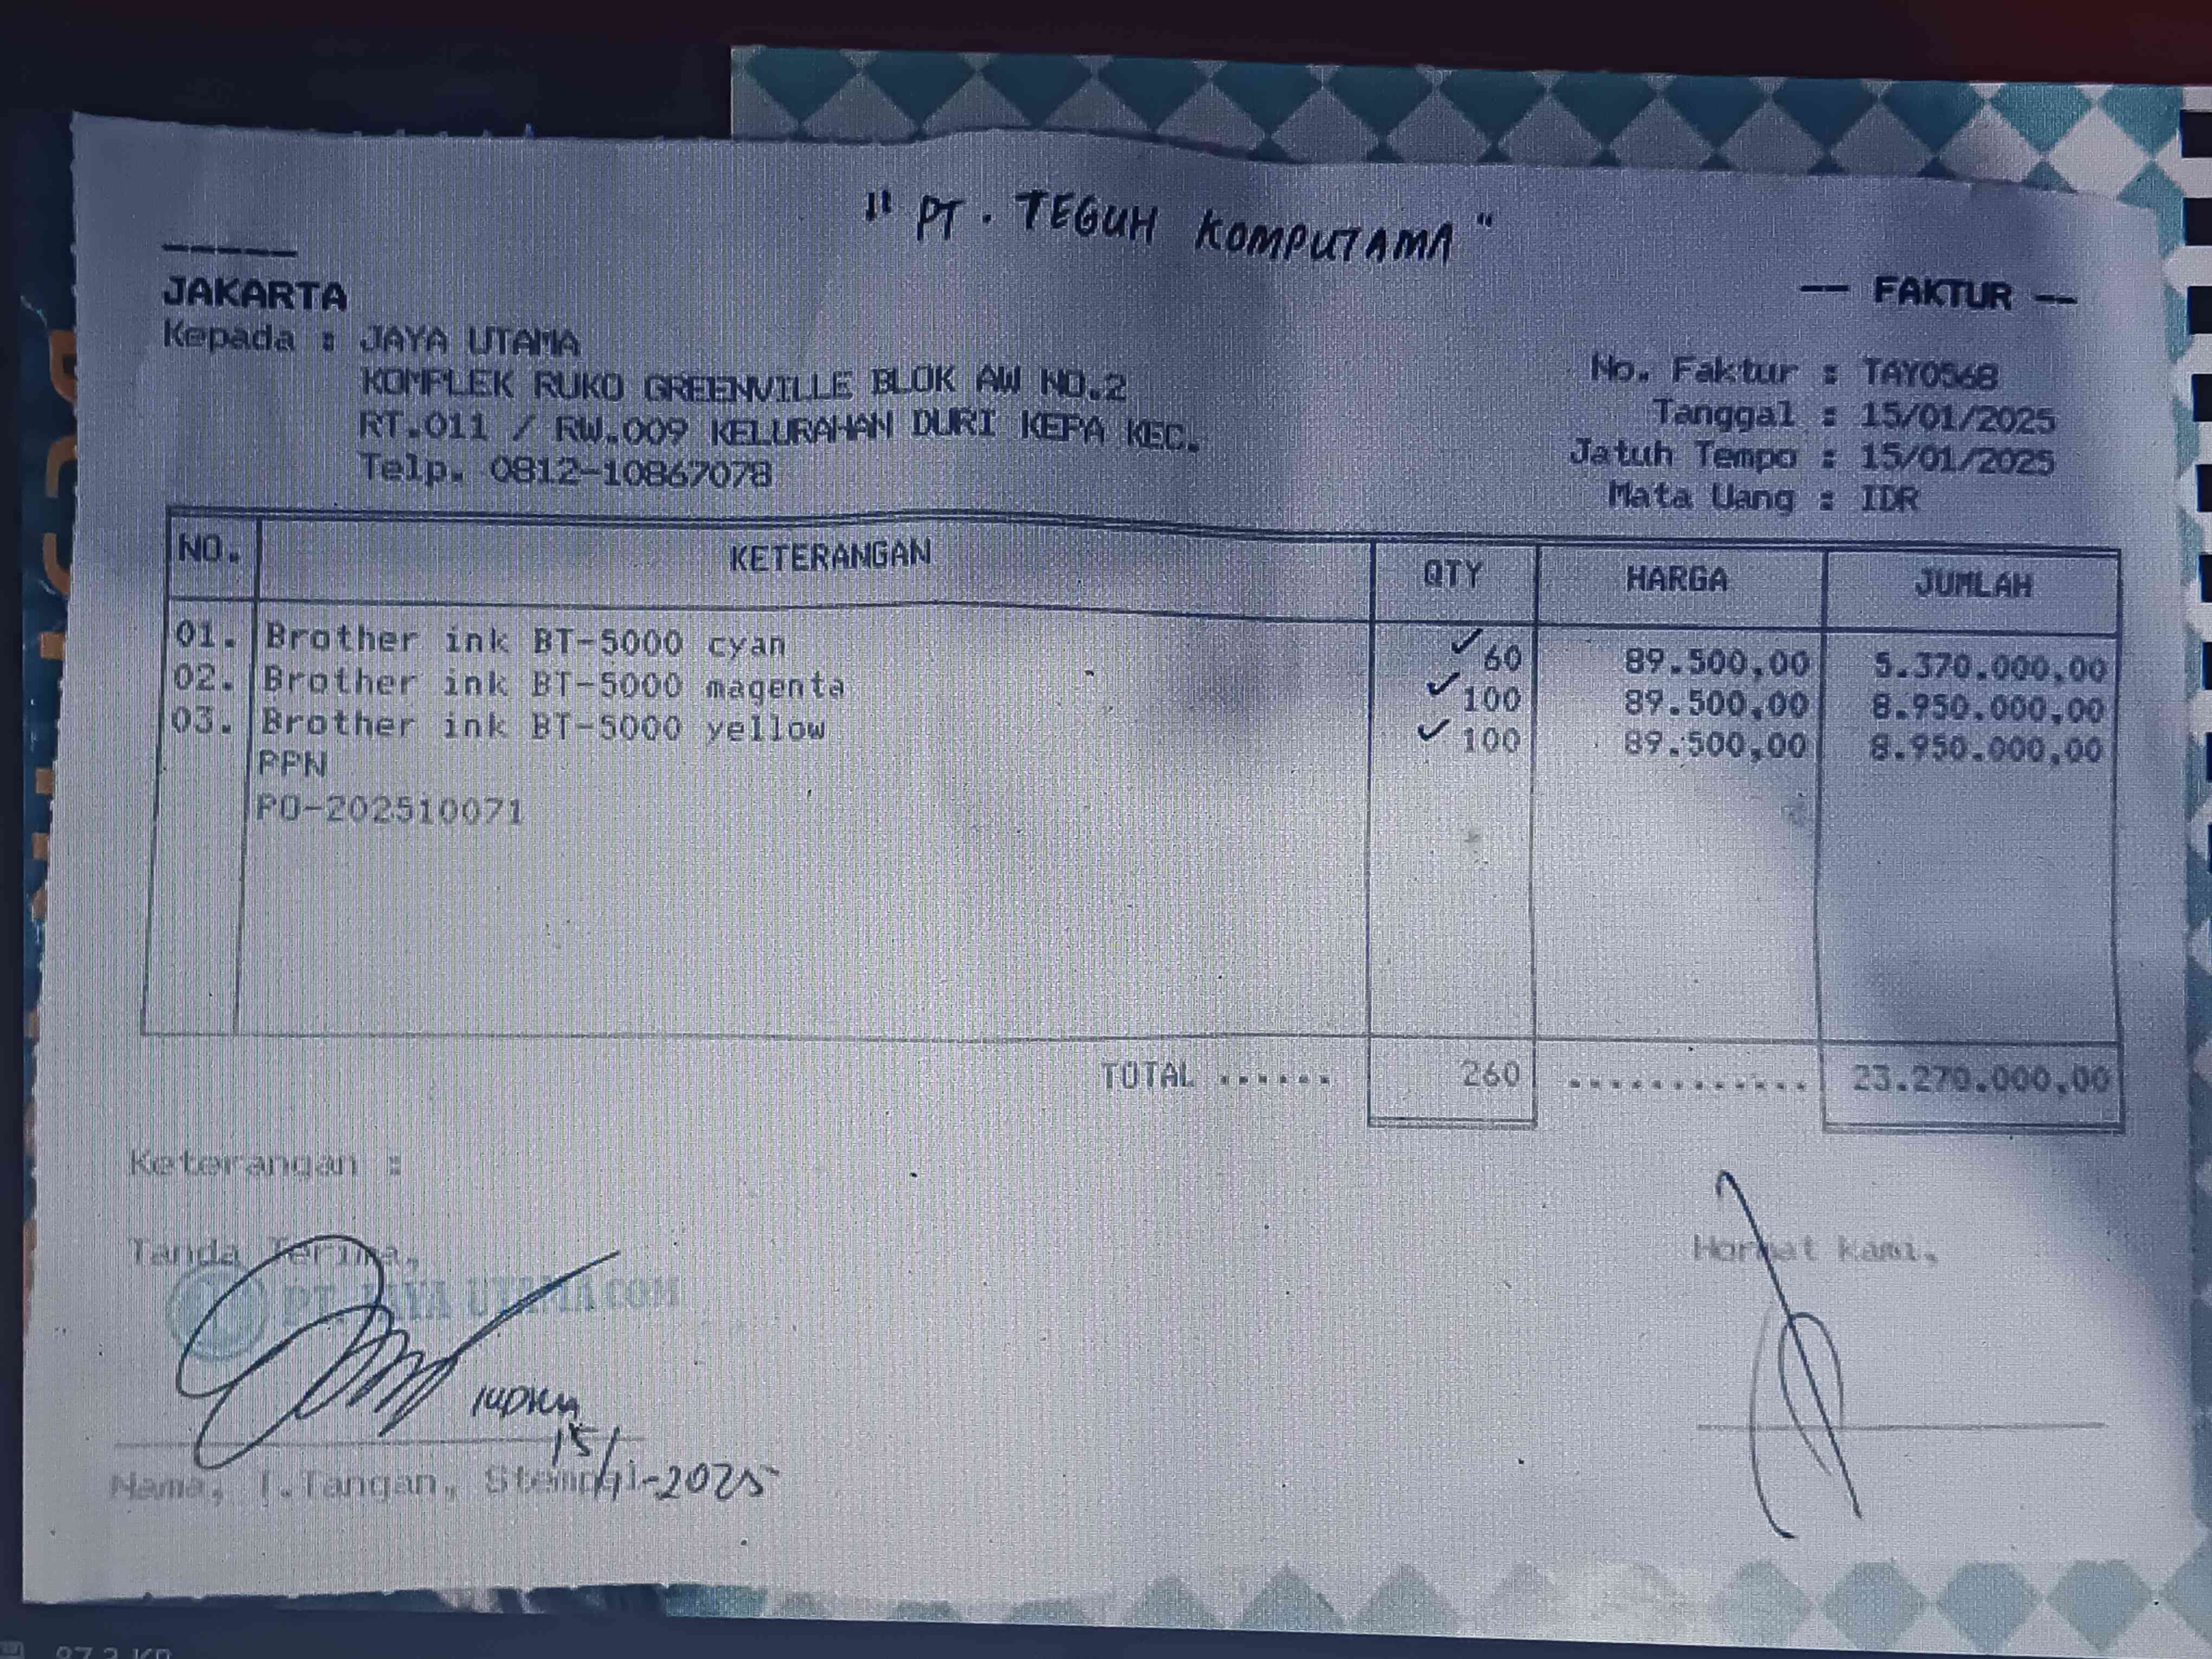 " PT. TEGUH KOMPUTAMA "
JAKARTA
-- FAKTUR --
Kepada : JAYA UTAMA
KOMPLEK RUKO GREENVILLE BLOK AW NO.2
RT.011 / RW.009 KELURAHAN DURI KEPA KEC.
Telp. 0812-10867078
No. Faktur : TAY0568
Tanggal : 15/01/2025
Jatuh Tempo : 15/01/2025
Mata Uang : IDR
NO. KETERANGAN QTY HARGA JUMLAH
01. Brother ink BT-5000 cyan ✓ 60 89.500,00 5.370.000,00
02. Brother ink BT-5000 magenta ✓ 100 89.500,00 8.950.000,00
03. Brother ink BT-5000 yellow ✓ 100 89.500,00 8.950.000,00
PPN
PO-202510071
TOTAL ...... 260 ............ 23.270.000,00
Keterangan :
Tanda Terima,
Hormat kami,
PT JAYA UTAMA COM
15/1-2025
Nama, T.Tangan, Stempel